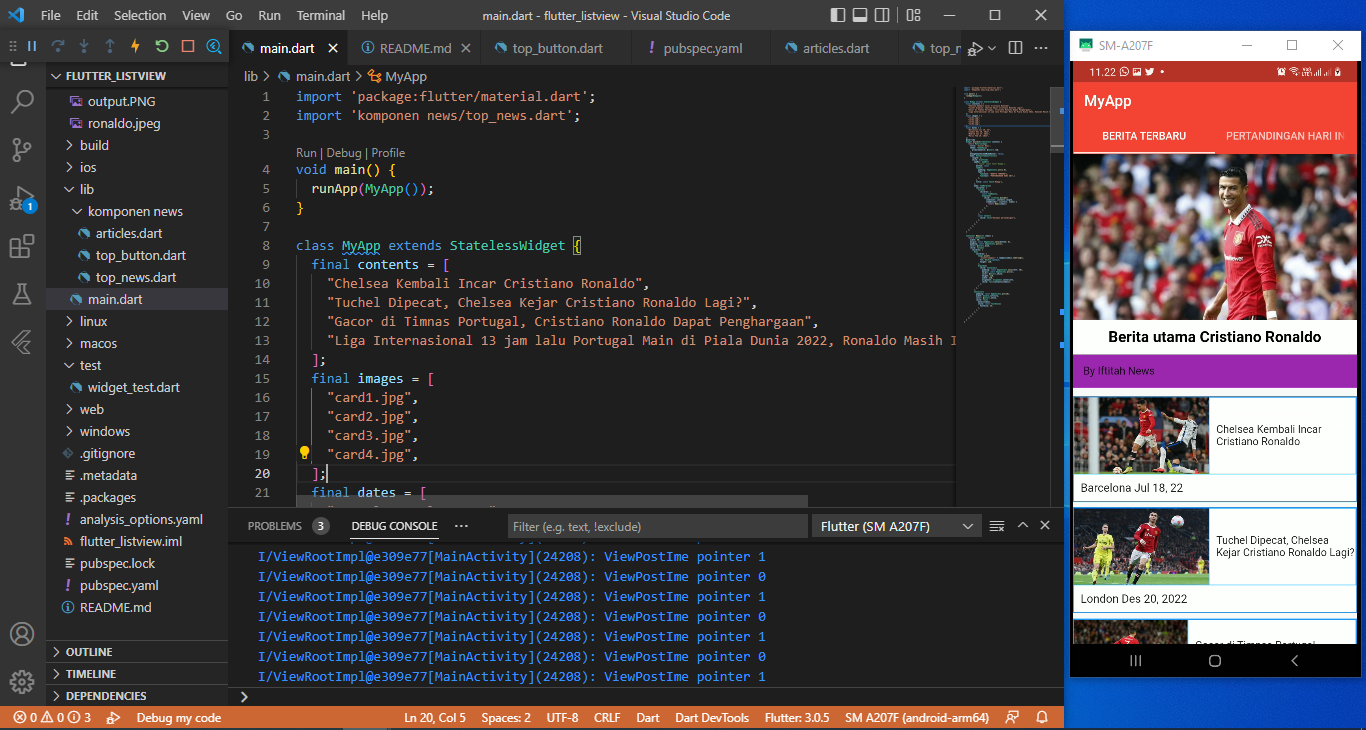 File Edit Selection View Go Run Terminal Help
main.dart - flutter_listview - Visual Studio Code
main.dart README.md top_button.dart pubspec.yaml articles.dart top_n
FLUTTER_LISTVIEW
output.PNG
ronaldo.jpeg
build
ios
lib
komponen news
articles.dart
top_button.dart
top_news.dart
main.dart
linux
macos
test
widget_test.dart
web
windows
.gitignore
.metadata
.packages
analysis_options.yaml
flutter_listview.iml
pubspec.lock
pubspec.yaml
README.md
OUTLINE
TIMELINE
DEPENDENCIES
1
lib > main.dart > MyApp
1 import 'package:flutter/material.dart';
2 import 'komponen news/top_news.dart';
3
Run | Debug | Profile
4 void main() {
5 runApp(MyApp());
6 }
7
8 class MyApp extends StatelessWidget {
9 final contents = [
10 "Chelsea Kembali Incar Cristiano Ronaldo",
11 "Tuchel Dipecat, Chelsea Kejar Cristiano Ronaldo Lagi?",
12 "Gacor di Timnas Portugal, Cristiano Ronaldo Dapat Penghargaan",
13 "Liga Internasional 13 jam lalu Portugal Main di Piala Dunia 2022, Ronaldo Masih I
14 ];
15 final images = [
16 "card1.jpg",
17 "card2.jpg",
18 "card3.jpg",
19 "card4.jpg",
20 ];
21 final dates = [
PROBLEMS 3 DEBUG CONSOLE ... Filter (e.g. text, !exclude) Flutter (SM A207F)
I/ViewRootImpl@e309e77[MainActivity](24208): ViewPostIme pointer 1
I/ViewRootImpl@e309e77[MainActivity](24208): ViewPostIme pointer 0
I/ViewRootImpl@e309e77[MainActivity](24208): ViewPostIme pointer 1
I/ViewRootImpl@e309e77[MainActivity](24208): ViewPostIme pointer 0
I/ViewRootImpl@e309e77[MainActivity](24208): ViewPostIme pointer 1
I/ViewRootImpl@e309e77[MainActivity](24208): ViewPostIme pointer 0
I/ViewRootImpl@e309e77[MainActivity](24208): ViewPostIme pointer 1
0 0 3 Debug my code Ln 20, Col 5 Spaces: 2 UTF-8 CRLF Dart Dart DevTools Flutter: 3.0.5 SM A207F (android-arm64)
SM-A207F
11.22
MyApp
BERITA TERBARU PERTANDINGAN HARI IN
Berita utama Cristiano Ronaldo
By Iftitah News
Chelsea Kembali Incar
Cristiano Ronaldo
Barcelona Jul 18, 22
Tuchel Dipecat, Chelsea
Kejar Cristiano Ronaldo Lagi?
London Des 20, 2022